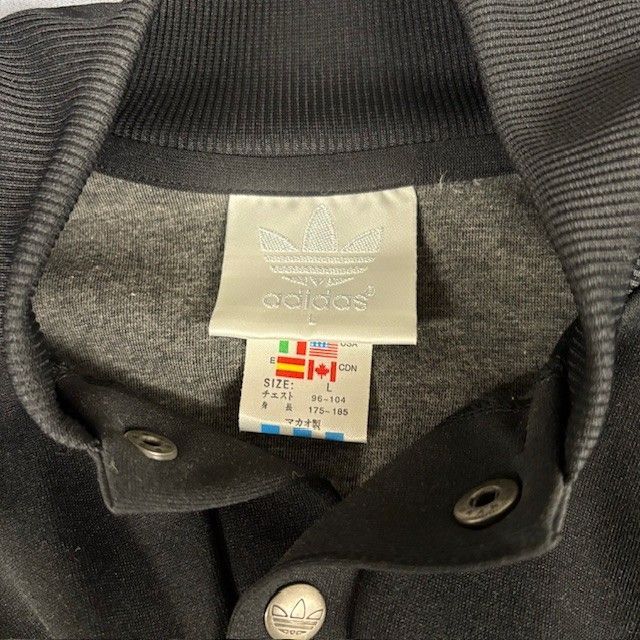 adidas®
L
USA
E CDN
SIZE: L
チェスト 96~104
身 長 175~185
マカオ製